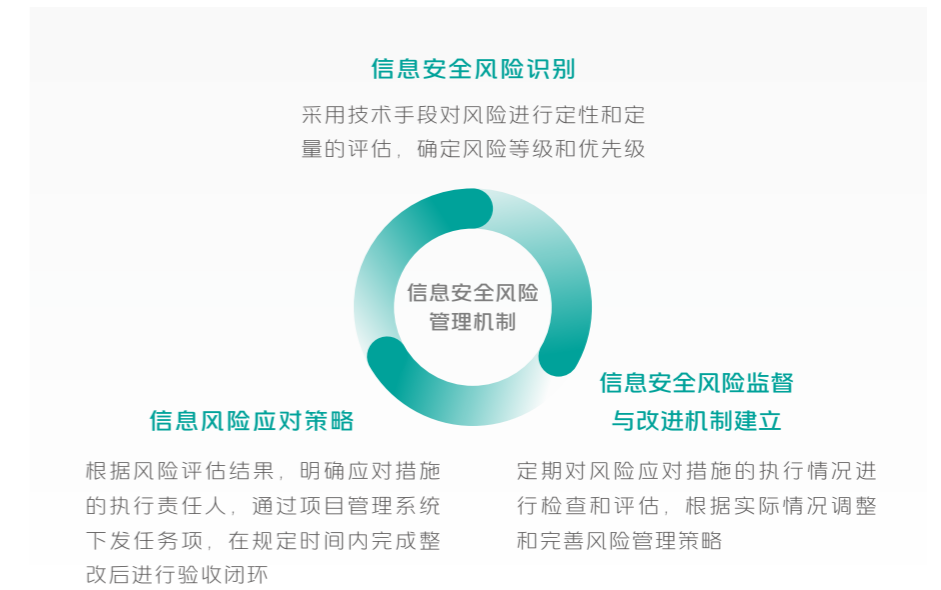 信息安全风险识别
采用技术手段对风险进行定性和定
量的评估，确定风险等级和优先级
信息安全风险
管理机制
信息风险应对策略
根据风险评估结果，明确应对措施
的执行责任人，通过项目管理系统
下发任务项，在规定时间内完成整
改后进行验收闭环
信息安全风险监督
与改进机制建立
定期对风险应对措施的执行情况进
行检查和评估，根据实际情况调整
和完善风险管理策略